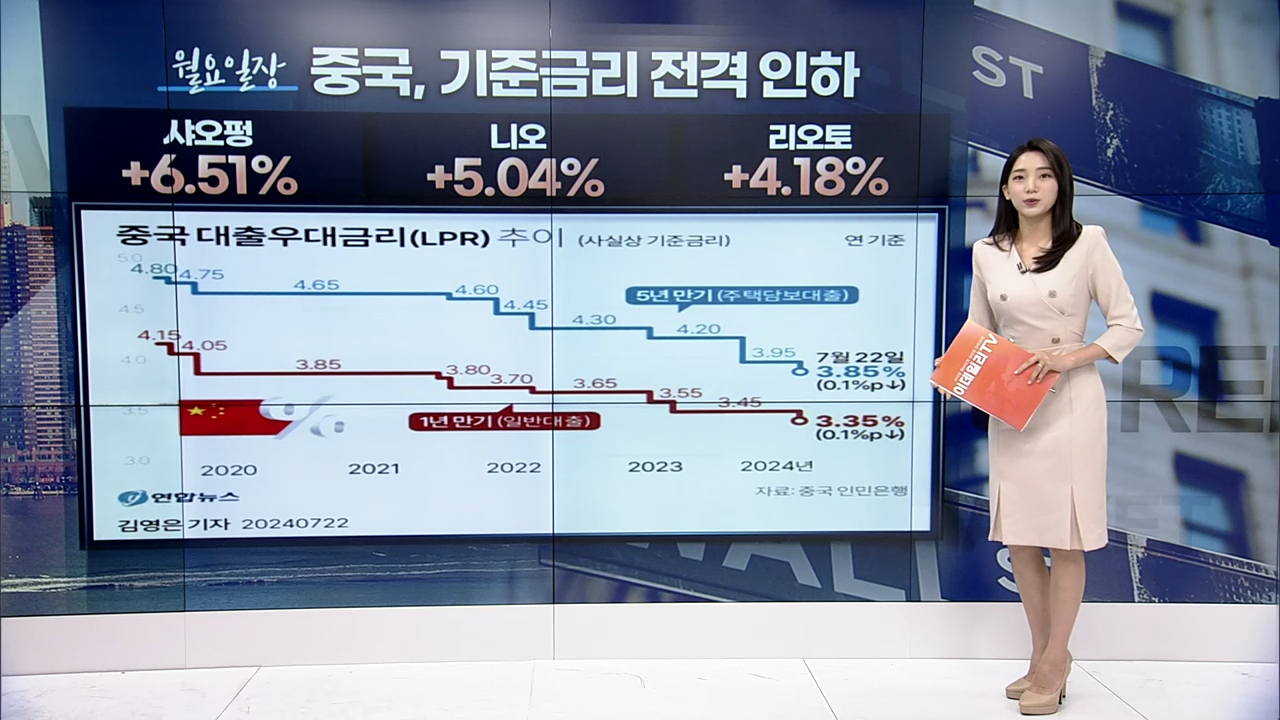 월요일장 중국, 기준금리 전격 인하
샤오펑 니오 리오토
+6.51% +5.04% +4.18%
중국 대출우대금리(LPR) 추이 (사실상 기준금리) 연 기준
5.0
4.80 4.75 4.65 4.60 4.45 4.30 4.20 3.95
5년 만기 (주택담보대출)
4.5
7월 22일
3.85%
(0.1%p↓)
4.15 4.05 3.85 3.80 3.70 3.65 3.55 3.45
4.0
1년 만기 (일반대출)
3.35%
(0.1%p↓)
3.5
%
3.0
2020 2021 2022 2023 2024년
연합뉴스
자료: 중국 인민은행
김영은 기자 20240722
이데일리TV
ST
WALL
S